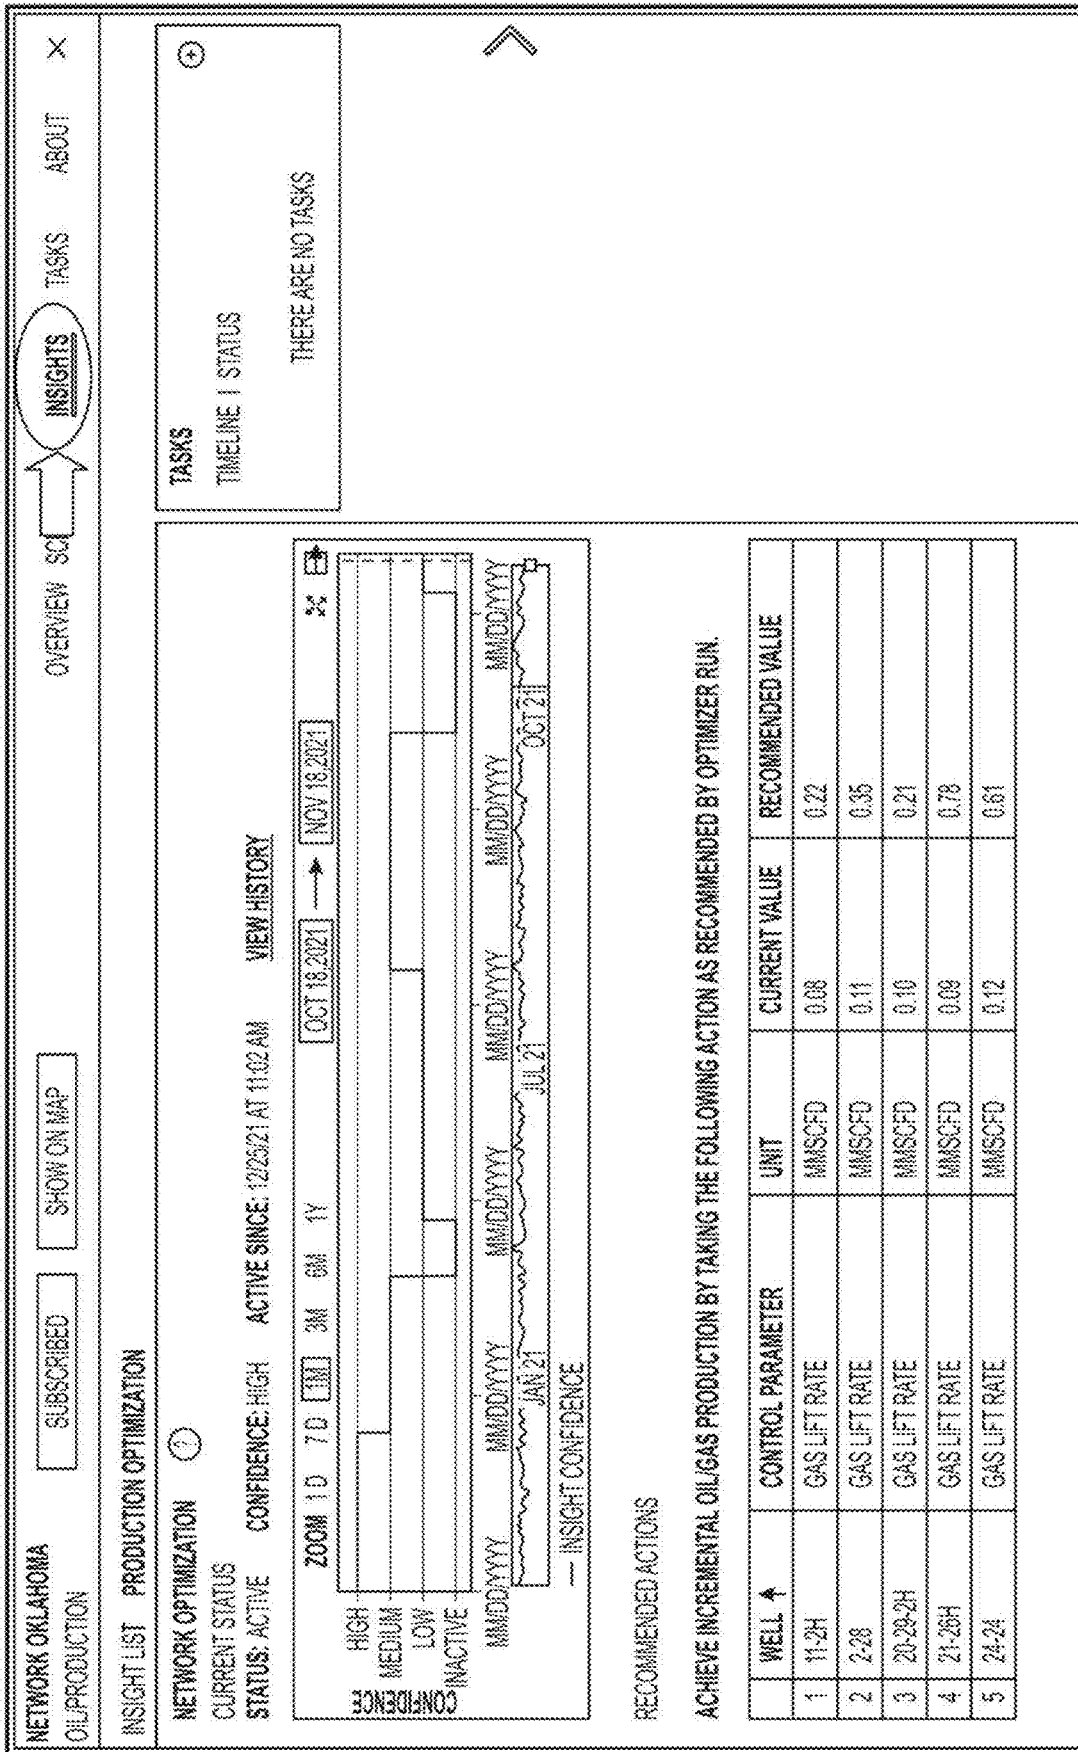 NETWORK OKLAHOMA
OIL/PRODUCTION
SUBSCRIBED
SHOW ON MAP
OVERVIEW SCI
INSIGHTS
TASKS
ABOUT
X
INSIGHT LIST PRODUCTION OPTIMIZATION
NETWORK OPTIMIZATION
CURRENT STATUS
STATUS: ACTIVE CONFIDENCE: HIGH ACTIVE SINCE: 12/25/21 AT 11:02 AM VIEW HISTORY
ZOOM 1 D 7 D 1M 3M 6M 1Y OCT 18,2021 → NOV 18,2021
CONFIDENCE
HIGH
MEDIUM
LOW
INACTIVE
MM/DD/YYYY MM/DD/YYYY MM/DD/YYYY MM/DD/YYYY MM/DD/YYYY MM/DD/YYYY
JAN 21 JUL 21 OCT 21
— INSIGHT CONFIDENCE
TASKS
TIMELINE | STATUS
THERE ARE NO TASKS
RECOMMENDED ACTIONS
ACHIEVE INCREMENTAL OIL/GAS PRODUCTION BY TAKING THE FOLLOWING ACTION AS RECOMMENDED BY OPTIMIZER RUN.
WELL CONTROL PARAMETER UNIT CURRENT VALUE RECOMMENDED VALUE
1 11-2H GAS LIFT RATE MMSCFD 0.08 0.22
2 2-28 GAS LIFT RATE MMSCFD 0.11 0.35
3 20-29-2H GAS LIFT RATE MMSCFD 0.10 0.21
4 21-28H GAS LIFT RATE MMSCFD 0.09 0.78
5 24-24 GAS LIFT RATE MMSCFD 0.12 0.61